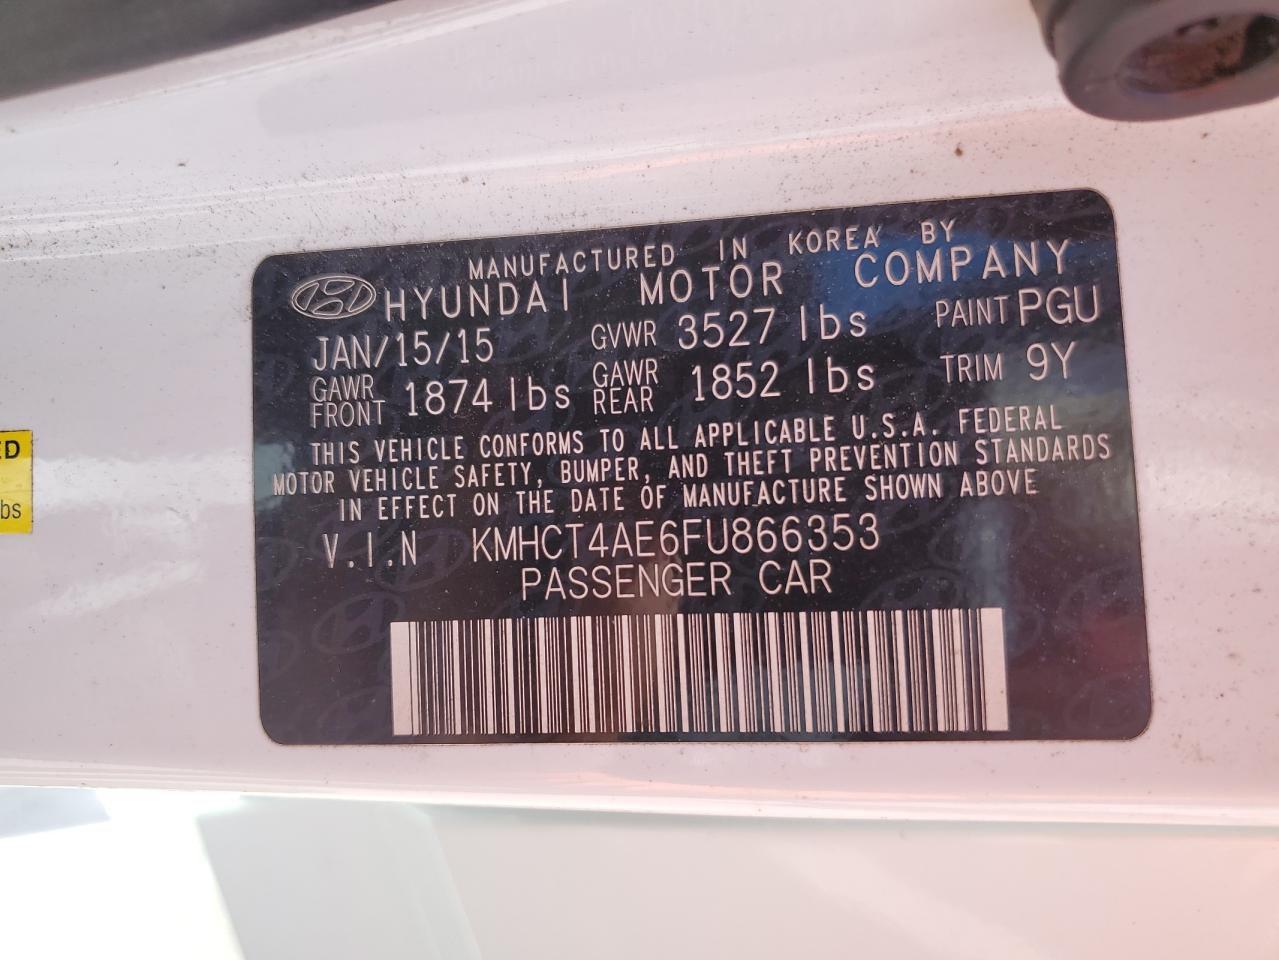 MANUFACTURED IN KOREA BY
HYUNDAI MOTOR COMPANY
JAN/15/15 GVWR 3527 lbs PAINT PGU
GAWR FRONT 1874 lbs GAWR REAR 1852 lbs TRIM 9Y
THIS VEHICLE CONFORMS TO ALL APPLICABLE U.S.A. FEDERAL
MOTOR VEHICLE SAFETY, BUMPER, AND THEFT PREVENTION STANDARDS
IN EFFECT ON THE DATE OF MANUFACTURE SHOWN ABOVE
V.I.N KMHCT4AE6FU866353
PASSENGER CAR
ED
bs